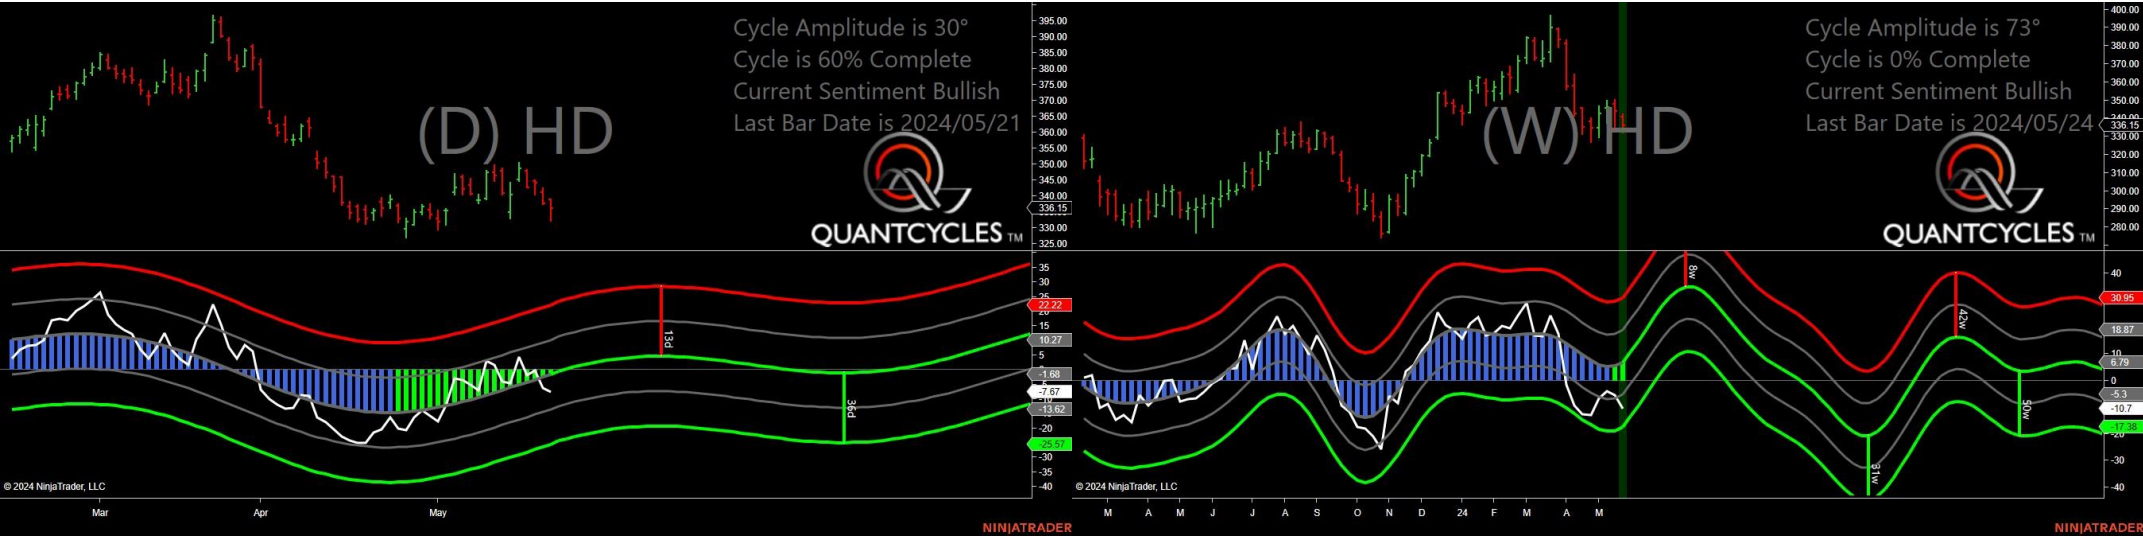 Cycle Amplitude is 30°
Cycle is 60% Complete
Current Sentiment Bullish
Last Bar Date is 2024/05/21
(D) HD
QUANTCYCLES TM
395.00
390.00
385.00
380.00
375.00
370.00
365.00
360.00
355.00
350.00
345.00
340.00
336.15
330.00
325.00
35
30
22.22
20
15
10.27
5
-1.68
-7.67
-13.62
-20
-25.57
-30
-35
-40
13d
36d
© 2024 NinjaTrader, LLC
Mar Apr May
NINJATRADER
Cycle Amplitude is 73°
Cycle is 0% Complete
Current Sentiment Bullish
Last Bar Date is 2024/05/24
(W) HD
QUANTCYCLES TM
400.00
390.00
380.00
370.00
360.00
350.00
340.00
336.15
330.00
320.00
310.00
300.00
290.00
280.00
40
30.95
18.87
10
6.79
0
-5.3
-10.7
-17.38
-20
-30
-40
8w
42w
50w
31w
© 2024 NinjaTrader, LLC
M A M J J A S O N D 24 F M A M
NINJATRADER